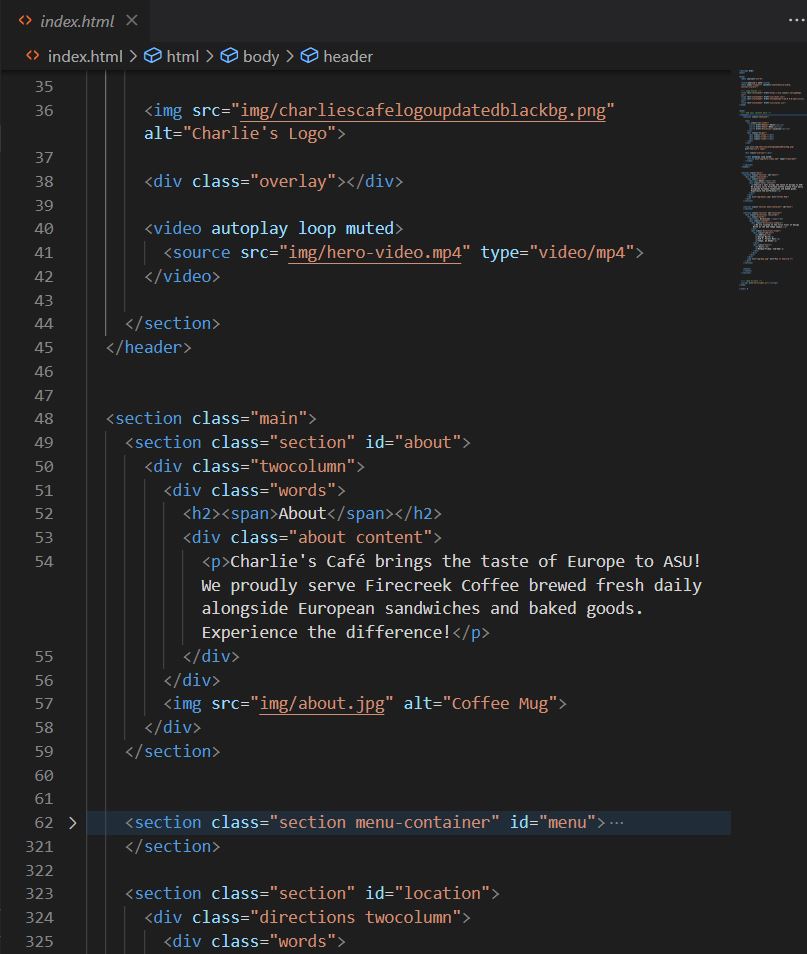 index.html
index.html > html > body > header
35
36 <img src="img/charliescafelogoupdatedblackbg.png"
alt="Charlie's Logo">
37
38 <div class="overlay"></div>
39
40 <video autoplay loop muted>
41 <source src="img/hero-video.mp4" type="video/mp4">
42 </video>
43
44 </section>
45 </header>
46
47
48 <section class="main">
49 <section class="section" id="about">
50 <div class="twocolumn">
51 <div class="words">
52 <h2><span>About</span></h2>
53 <div class="about content">
54 <p>Charlie's Café brings the taste of Europe to ASU!
We proudly serve Firecreek Coffee brewed fresh daily
alongside European sandwiches and baked goods.
Experience the difference!</p>
55 </div>
56 </div>
57 <img src="img/about.jpg" alt="Coffee Mug">
58 </div>
59 </section>
60
61
62 <section class="section menu-container" id="menu">…
321 </section>
322
323 <section class="section" id="location">
324 <div class="directions twocolumn">
325 <div class="words">